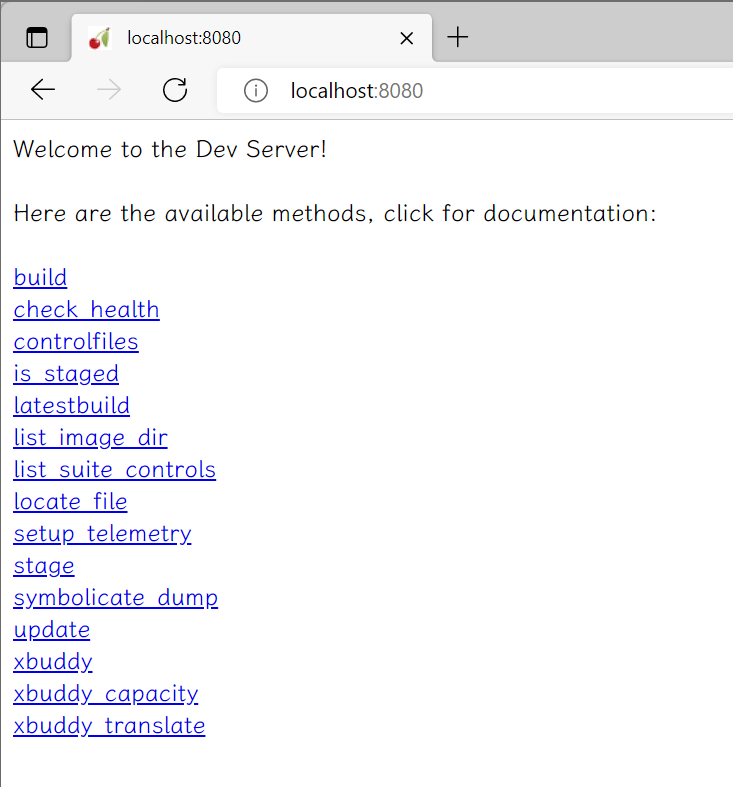 localhost:8080
localhost:8080
Welcome to the Dev Server!
Here are the available methods, click for documentation:
build
check_health
controlfiles
is_staged
latestbuild
list_image_dir
list_suite_controls
locate_file
setup_telemetry
stage
symbolicate_dump
update
xbuddy
xbuddy_capacity
xbuddy_translate